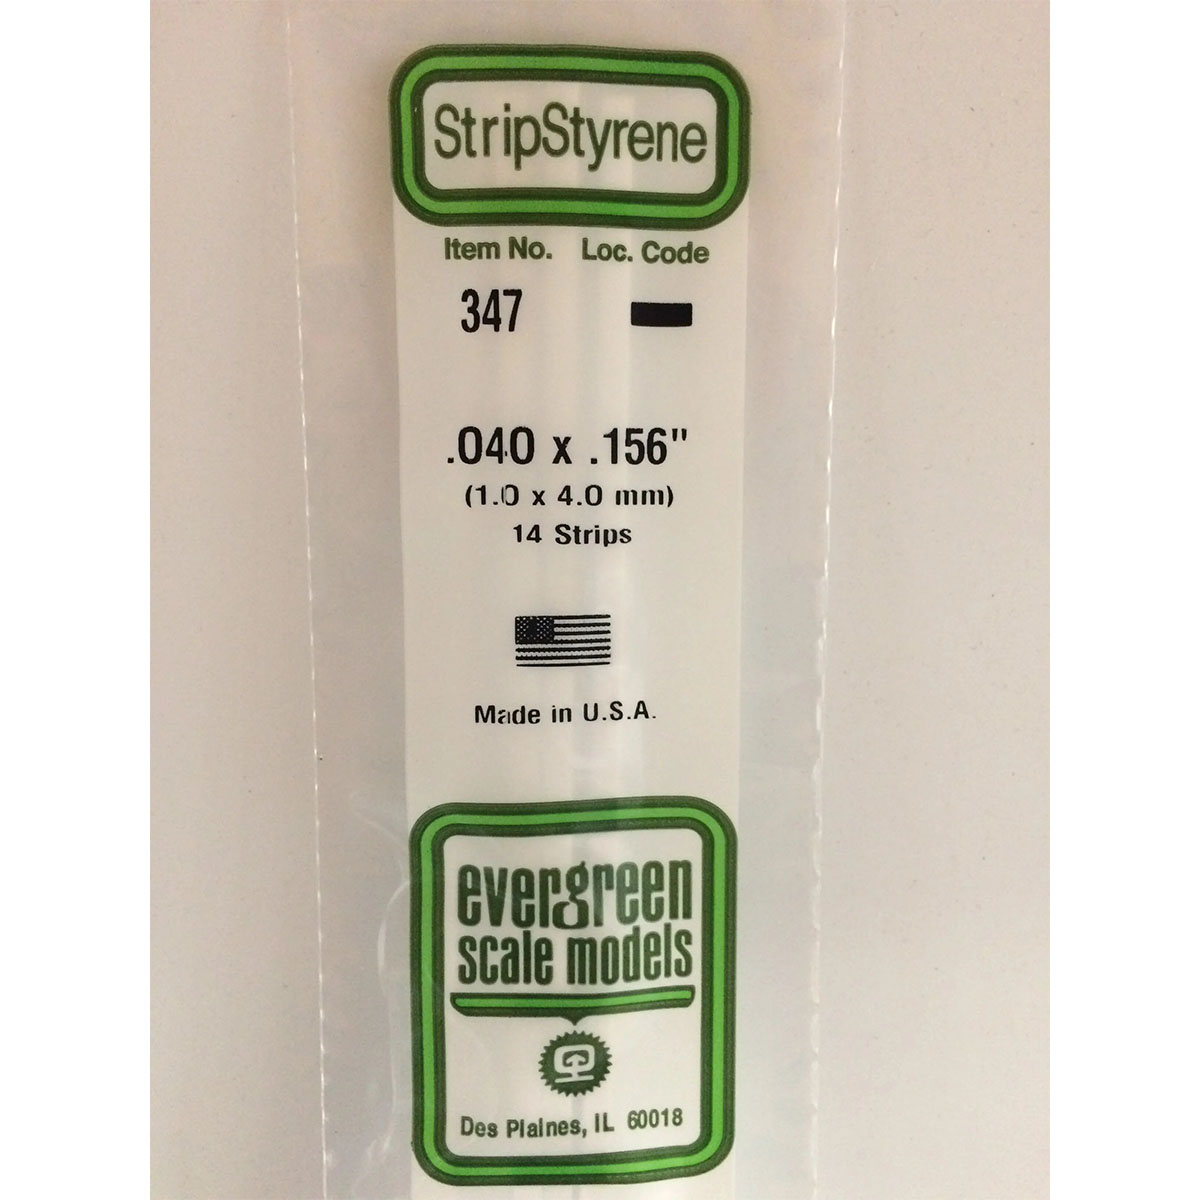 StripStyrene
Item No. Loc. Code
347
.040 x .156"
(1.0 x 4.0 mm)
14 Strips
Made in U.S.A.
evergreen
scale models
Des Plaines, IL 60018